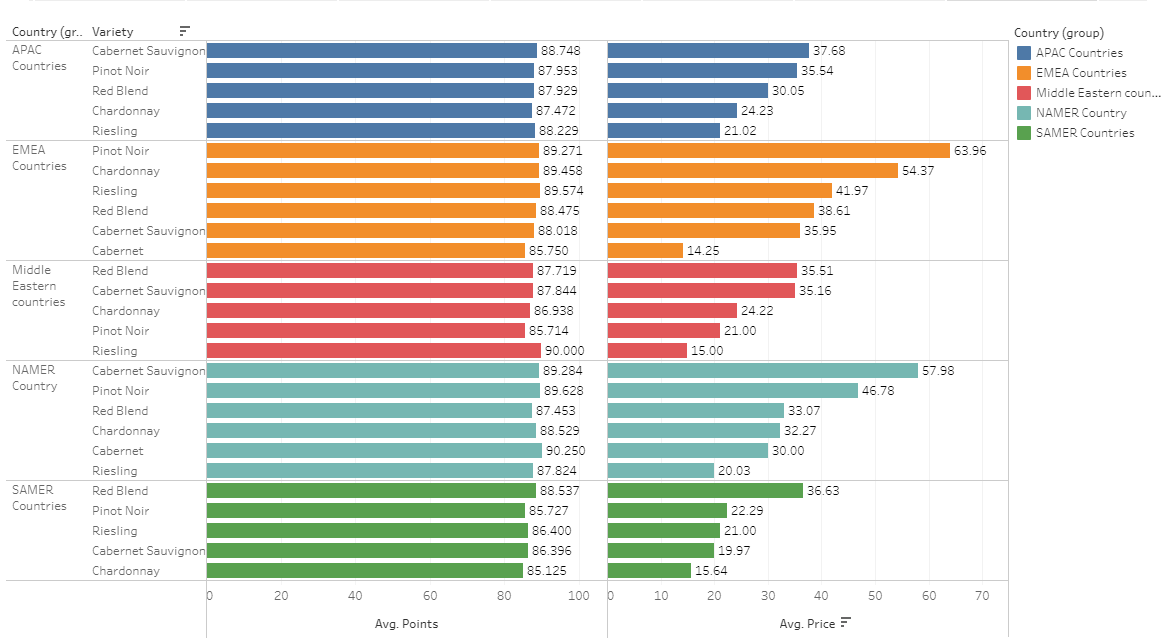 Country (gr.. Variety
Country (group)
APAC Countries
EMEA Countries
Middle Eastern coun...
NAMER Country
SAMER Countries
APAC
Countries
Cabernet Sauvignon 88.748 37.68
Pinot Noir 87.953 35.54
Red Blend 87.929 30.05
Chardonnay 87.472 24.23
Riesling 88.229 21.02
EMEA
Countries
Pinot Noir 89.271 63.96
Chardonnay 89.458 54.37
Riesling 89.574 41.97
Red Blend 88.475 38.61
Cabernet Sauvignon 88.018 35.95
Cabernet 85.750 14.25
Middle
Eastern
countries
Red Blend 87.719 35.51
Cabernet Sauvignon 87.844 35.16
Chardonnay 86.938 24.22
Pinot Noir 85.714 21.00
Riesling 90.000 15.00
NAMER
Country
Cabernet Sauvignon 89.284 57.98
Pinot Noir 89.628 46.78
Red Blend 87.453 33.07
Chardonnay 88.529 32.27
Cabernet 90.250 30.00
Riesling 87.824 20.03
SAMER
Countries
Red Blend 88.537 36.63
Pinot Noir 85.727 22.29
Riesling 86.400 21.00
Cabernet Sauvignon 86.396 19.97
Chardonnay 85.125 15.64
0 20 40 60 80 100 0 10 20 30 40 50 60 70
Avg. Points Avg. Price